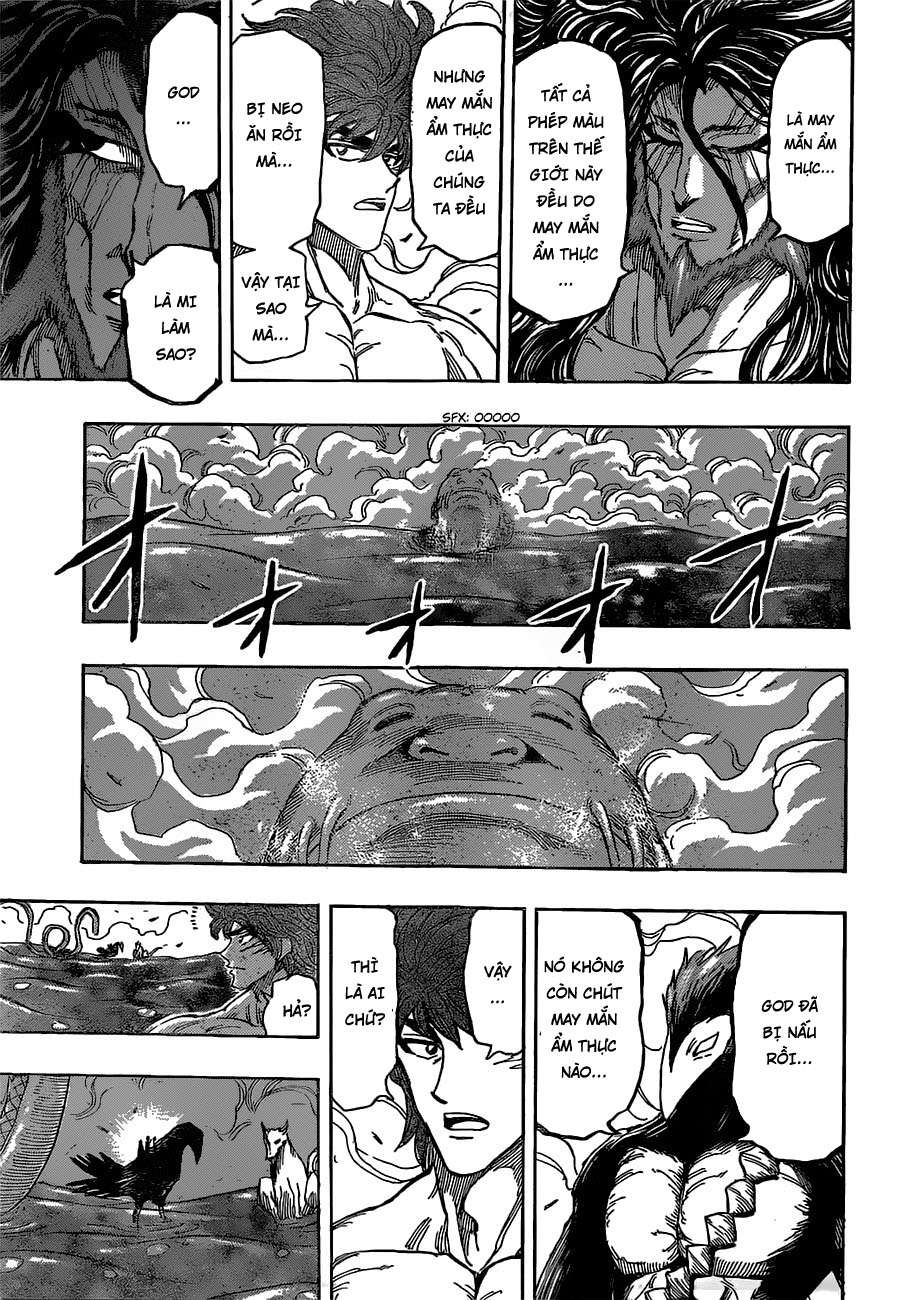 LÀ MAY
MẮN ẨM
THỰC...
TẤT CẢ
PHÉP MÀU
TRÊN THẾ
GIỚI NÀY
ĐỀU DO
MAY MẮN
ẨM THỰC
...
NHƯNG
MAY MẮN
ẨM THỰC
CỦA
CHÚNG
TA ĐỀU
BỊ NEO
ĂN RỒI
MÀ...
VẬY TẠI
SAO
MÀ...
GOD
...
LÀ MI
LÀM
SAO?
SFX: OOOOO
GOD ĐÃ
BỊ NẤU
RỒI...
NÓ KHÔNG
CÒN CHÚT
MAY MẮN
ẨM THỰC
NÀO...
VẬY
...
THÌ
LÀ AI
CHỨ?
HẢ?